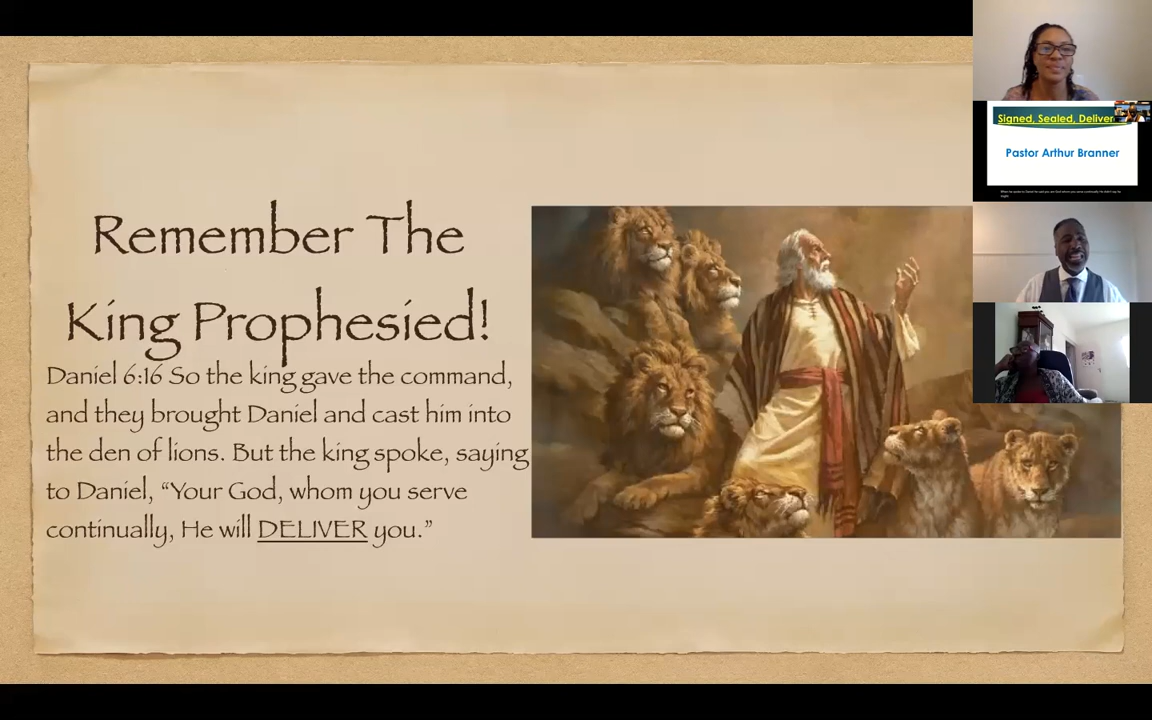 Remember The
King Prophesied!
Daniel 6:16 So the king gave the command,
and they brought Daniel and cast him into
the den of lions. But the king spoke, saying
to Daniel, “Your God, whom you serve
continually, He will DELIVER you.”
Signed, Sealed, Deliver
Pastor Arthur Branner